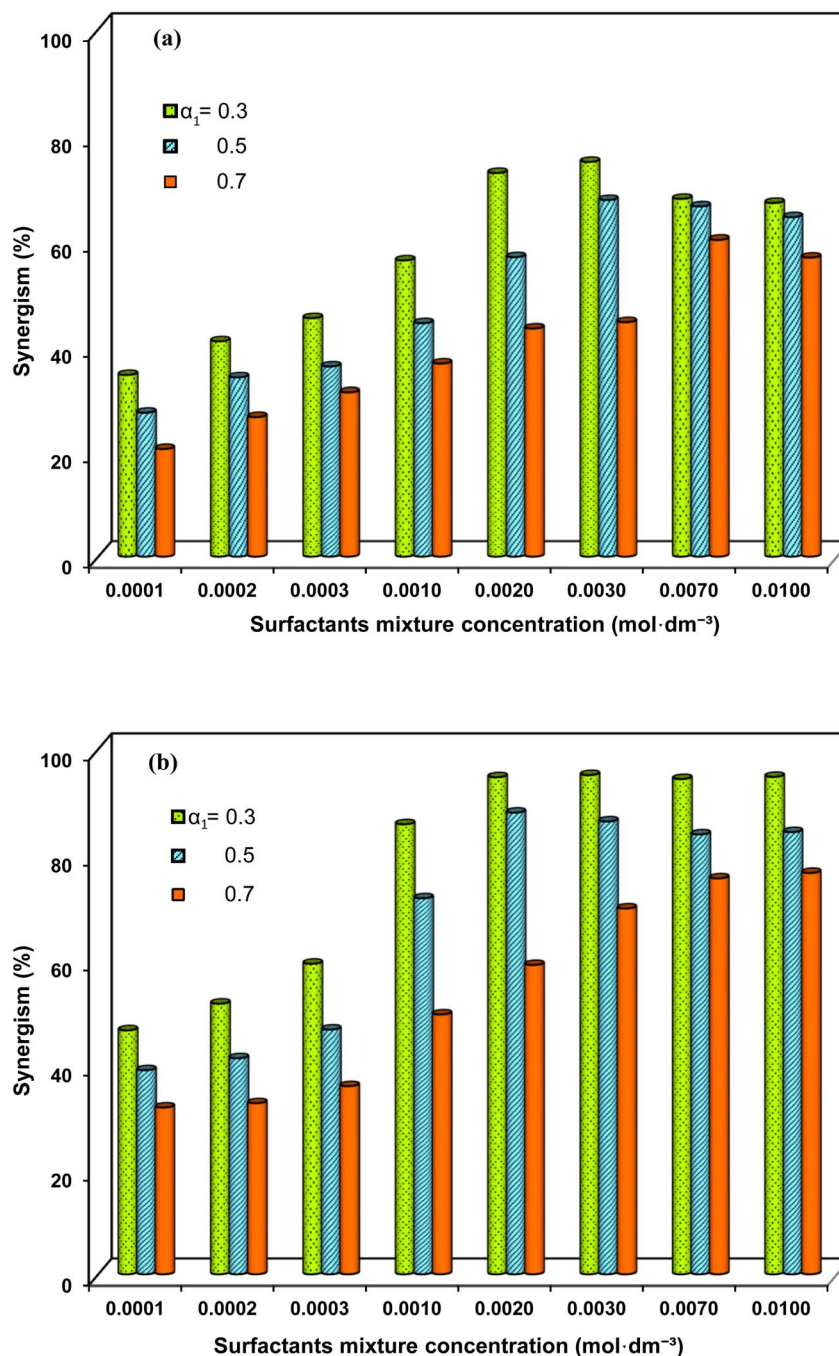 (a)
100
80
60
40
20
0
Synergism (%)
α₁= 0.3
0.5
0.7
0.0001 0.0002 0.0003 0.0010 0.0020 0.0030 0.0070 0.0100
Surfactants mixture concentration (mol·dm⁻³)
(b)
100
80
60
40
20
0
Synergism (%)
α₁= 0.3
0.5
0.7
0.0001 0.0002 0.0003 0.0010 0.0020 0.0030 0.0070 0.0100
Surfactants mixture concentration (mol·dm⁻³)